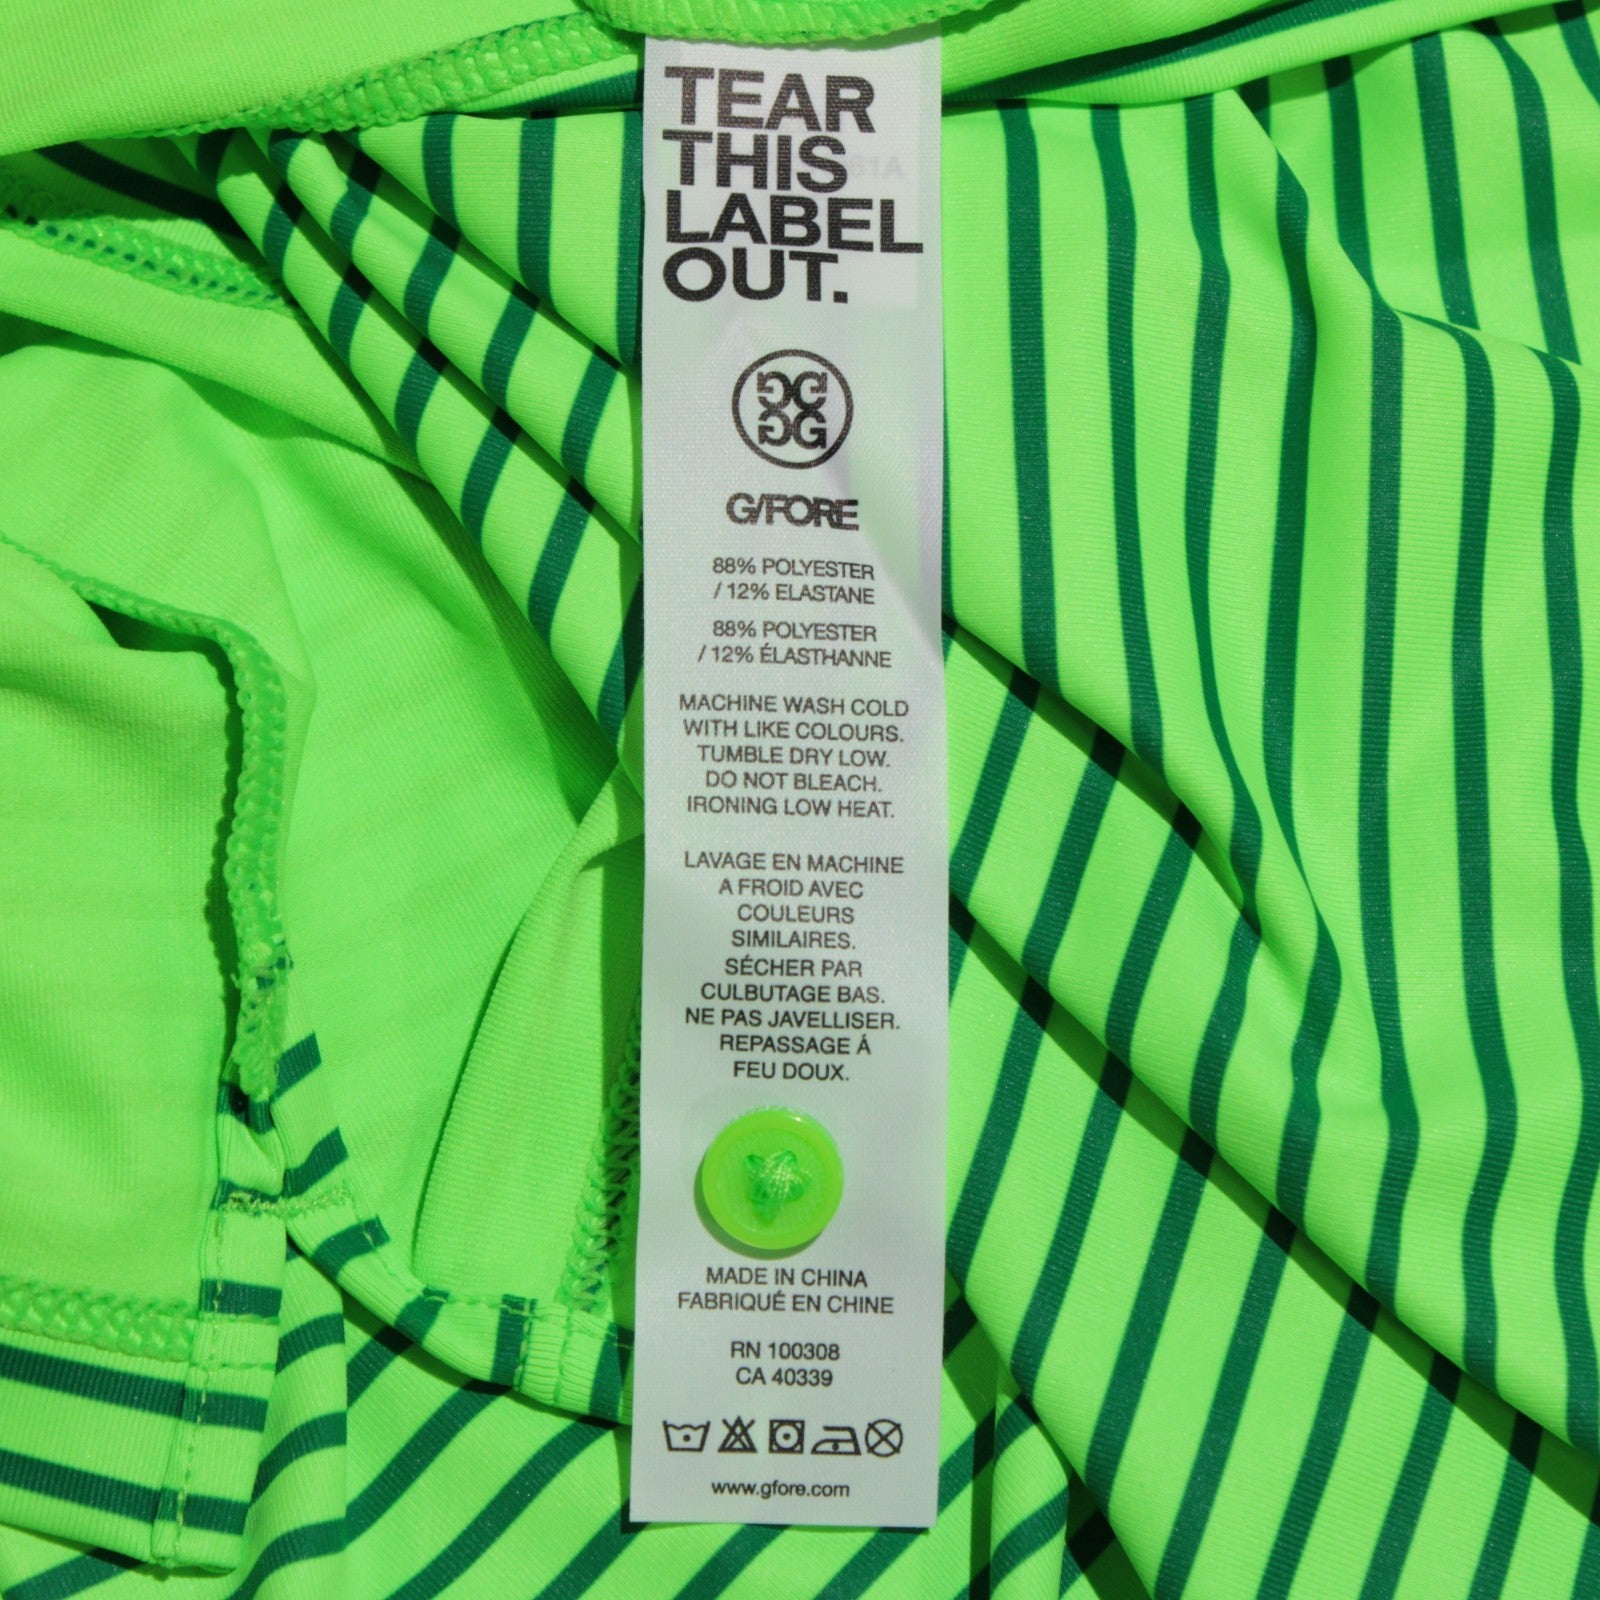 TEAR
THIS
LABEL
OUT.
G/FORE
88% POLYESTER
/ 12% ELASTANE
88% POLYESTER
/ 12% ÉLASTHANNE
MACHINE WASH COLD
WITH LIKE COLOURS.
TUMBLE DRY LOW.
DO NOT BLEACH.
IRONING LOW HEAT.
LAVAGE EN MACHINE
A FROID AVEC
COULEURS
SIMILAIRES.
SÉCHER PAR
CULBUTAGE BAS.
NE PAS JAVELLISER.
REPASSAGE Á
FEU DOUX.
MADE IN CHINA
FABRIQUÉ EN CHINE
RN 100308
CA 40339
www.gfore.com